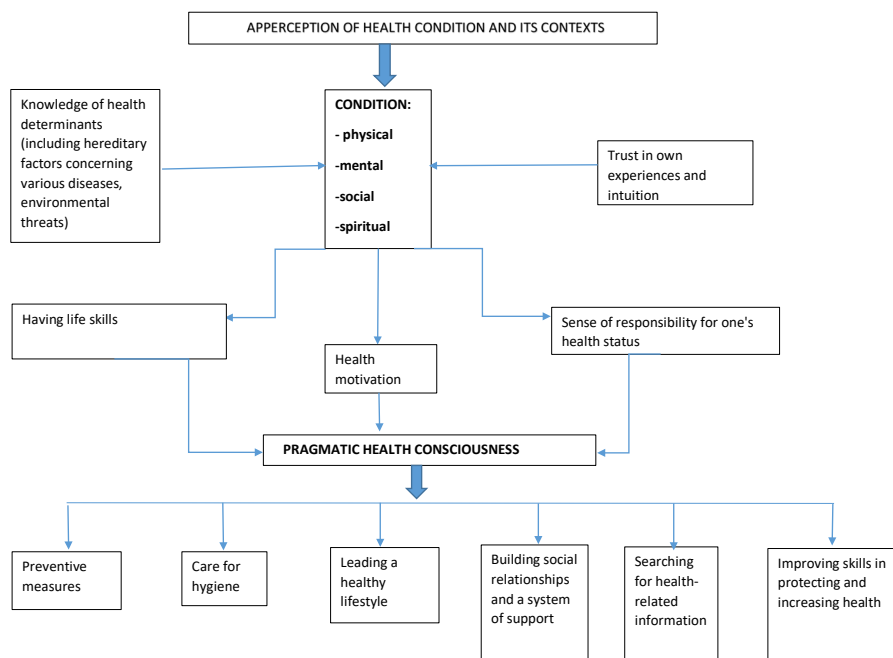 APPERCEPTION OF HEALTH CONDITION AND ITS CONTEXTS
Knowledge of health
determinants
(including hereditary
factors concerning
various diseases,
environmental
threats)
CONDITION:
- physical
-mental
-social
-spiritual
Trust in own
experiences and
intuition
Having life skills
Health
motivation
Sense of responsibility for one's
health status
PRAGMATIC HEALTH CONSCIOUSNESS
Preventive
measures
Care for
hygiene
Leading a
healthy
lifestyle
Building social
relationships
and a system
of support
Searching
for health-
related
information
Improving skills in
protecting and
increasing health